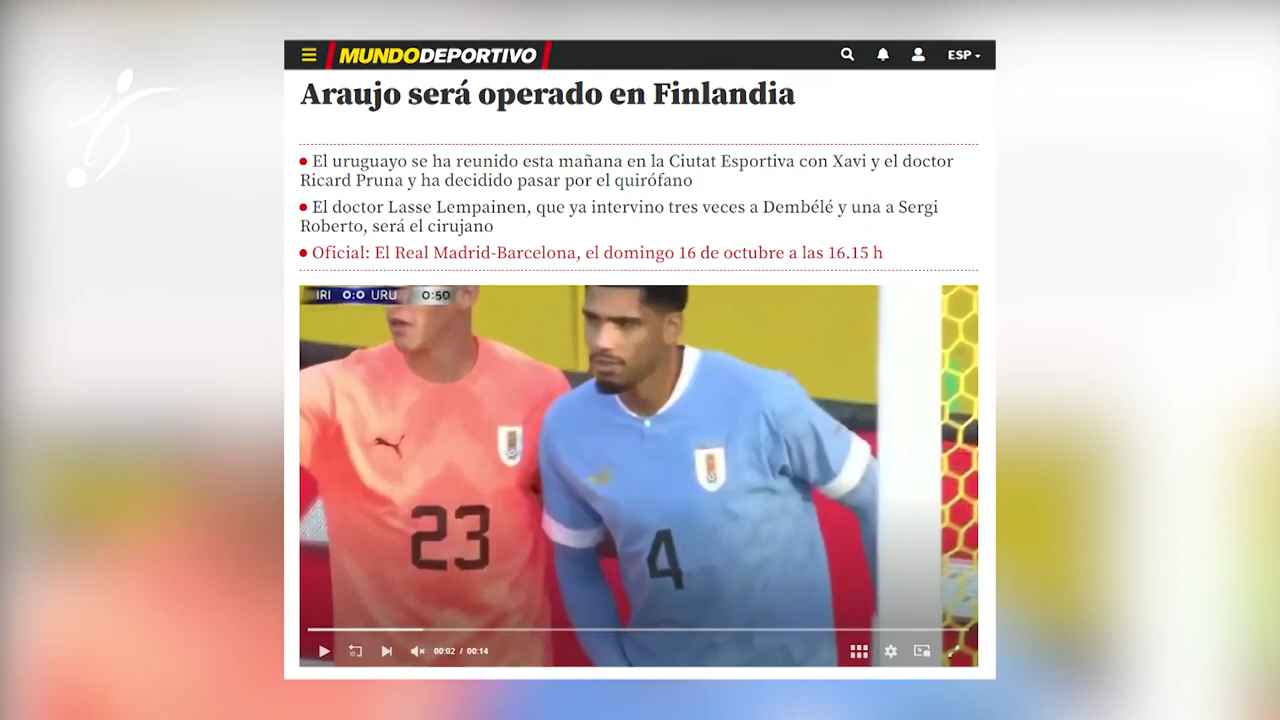 MUNDODEPORTIVO
ESP
Araujo será operado en Finlandia
El uruguayo se ha reunido esta mañana en la Ciutat Esportiva con Xavi y el doctor
Ricard Pruna y ha decidido pasar por el quirófano
El doctor Lasse Lempainen, que ya intervino tres veces a Dembélé y una a Sergi
Roberto, será el cirujano
Oficial: El Real Madrid-Barcelona, el domingo 16 de octubre a las 16.15 h
IRI 0:0 URU 0:50
23
4
00:02 / 00:14